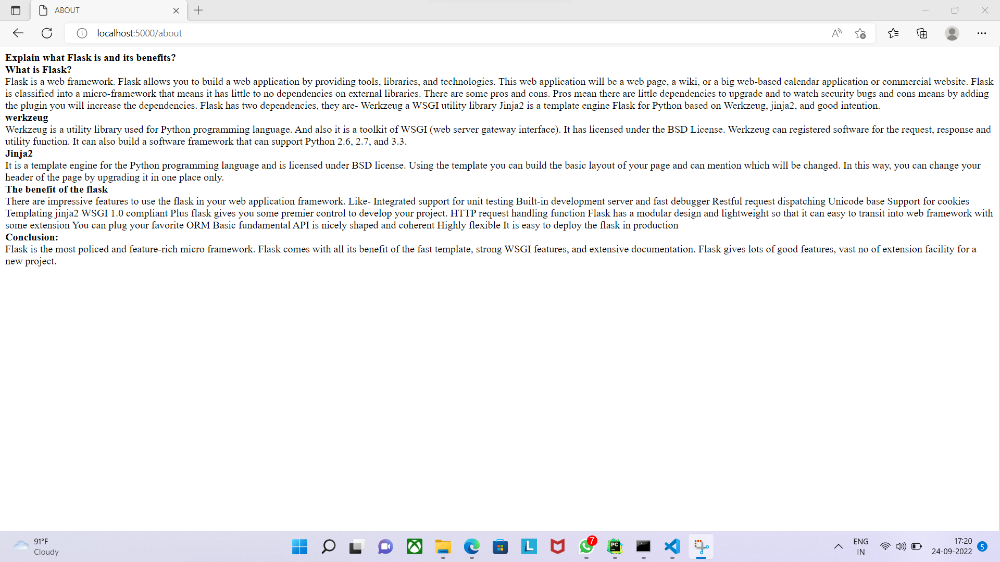 ABOUT
localhost:5000/about
Explain what Flask is and its benefits?
What is Flask?
Flask is a web framework. Flask allows you to build a web application by providing tools, libraries, and technologies. This web application will be a web page, a wiki, or a big web-based calendar application or commercial website. Flask
is classified into a micro-framework that means it has little to no dependencies on external libraries. There are some pros and cons. Pros mean there are little dependencies to upgrade and to watch security bugs and cons means by adding
the plugin you will increase the dependencies. Flask has two dependencies, they are- Werkzeug a WSGI utility library Jinja2 is a template engine Flask for Python based on Werkzeug, jinja2, and good intention.
werkzeug
Werkzeug is a utility library used for Python programming language. And also it is a toolkit of WSGI (web server gateway interface). It has licensed under the BSD License. Werkzeug can registered software for the request, response and
utility function. It can also build a software framework that can support Python 2.6, 2.7, and 3.3.
Jinja2
It is a template engine for the Python programming language and is licensed under BSD license. Using the template you can build the basic layout of your page and can mention which will be changed. In this way, you can change your
header of the page by upgrading it in one place only.
The benefit of the flask
There are impressive features to use the flask in your web application framework. Like- Integrated support for unit testing Built-in development server and fast debugger Restful request dispatching Unicode base Support for cookies
Templating jinja2 WSGI 1.0 compliant Plus flask gives you some premier control to develop your project. HTTP request handling function Flask has a modular design and lightweight so that it can easy to transit into web framework with
some extension You can plug your favorite ORM Basic fundamental API is nicely shaped and coherent Highly flexible It is easy to deploy the flask in production
Conclusion:
Flask is the most policed and feature-rich micro framework. Flask comes with all its benefit of the fast template, strong WSGI features, and extensive documentation. Flask gives lots of good features, vast no of extension facility for a
new project.
91°F
Cloudy
L
7
PC
ENG
IN
17:20
24-09-2022
5